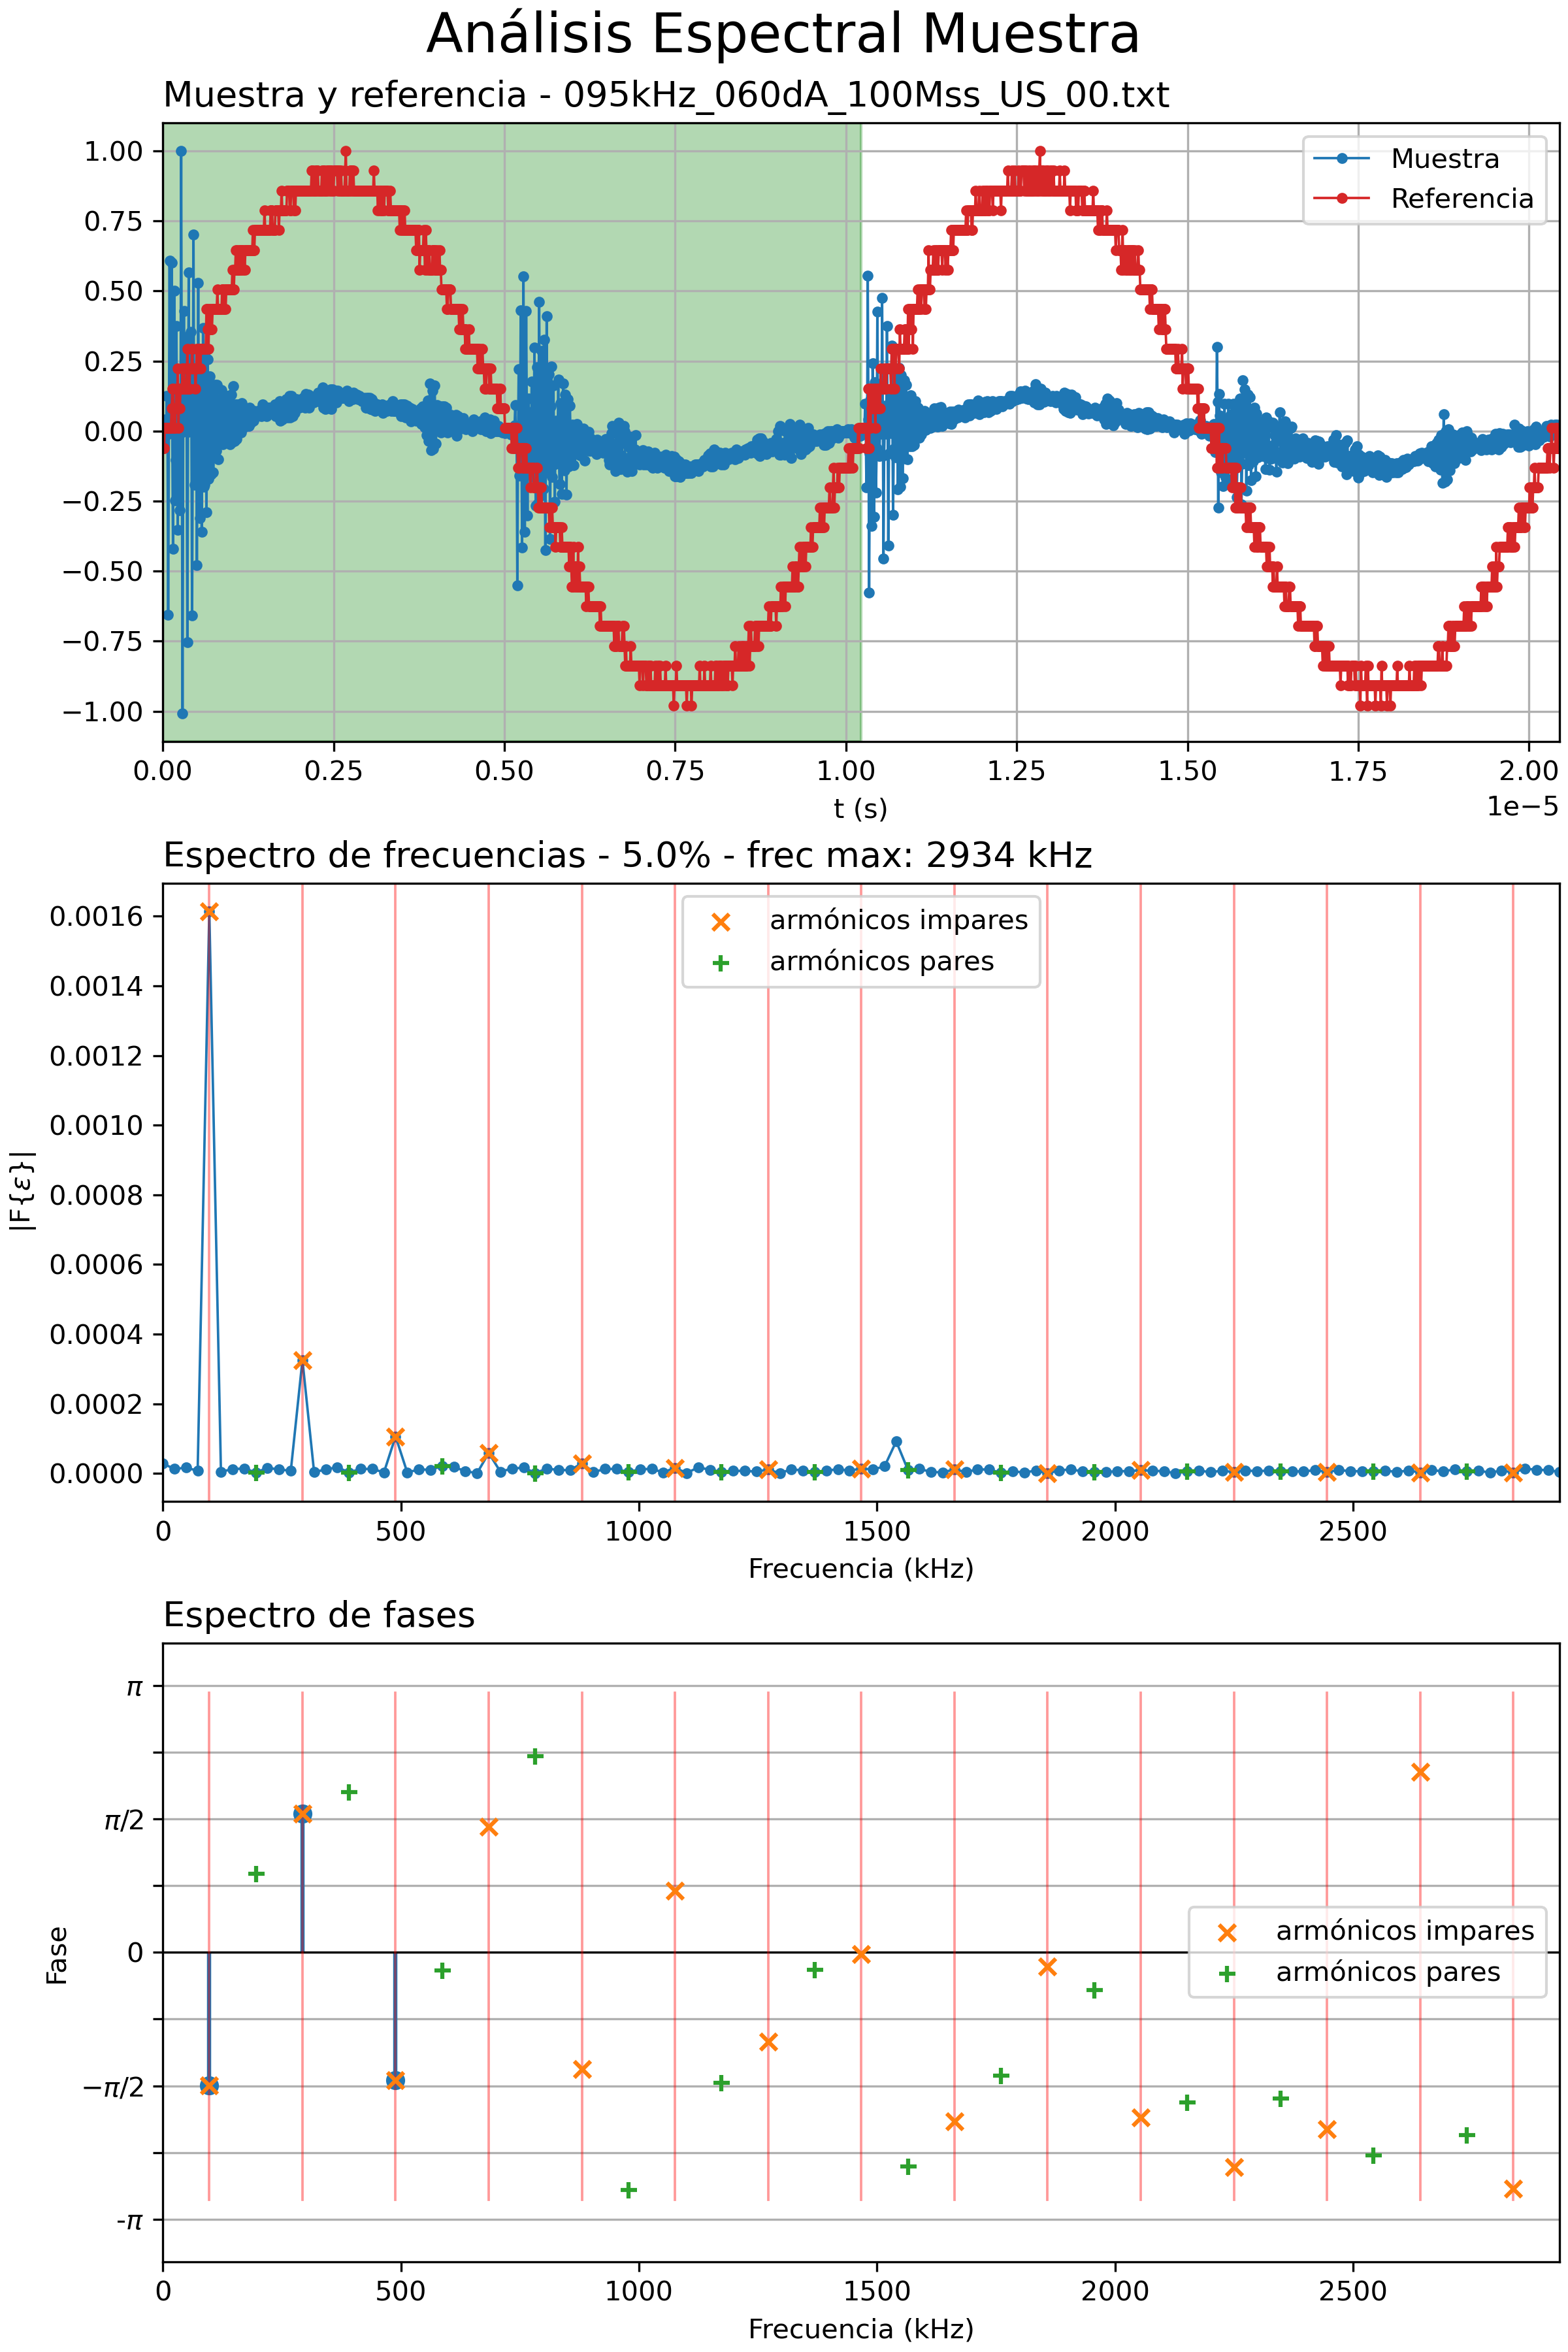 Análisis Espectral Muestra
Muestra y referencia - 095kHz_060dA_100Mss_US_00.txt
Muestra
Referencia
1.00
0.75
0.50
0.25
0.00
−0.25
−0.50
−0.75
−1.00
0.00 0.25 0.50 0.75 1.00 1.25 1.50 1.75 2.00
t (s)
1e−5
Espectro de frecuencias - 5.0% - frec max: 2934 kHz
armónicos impares
armónicos pares
0.0016
0.0014
0.0012
0.0010
0.0008
0.0006
0.0004
0.0002
0.0000
|F{ε}|
0 500 1000 1500 2000 2500
Frecuencia (kHz)
Espectro de fases
π
π/2
0
−π/2
-π
Fase
armónicos impares
armónicos pares
0 500 1000 1500 2000 2500
Frecuencia (kHz)